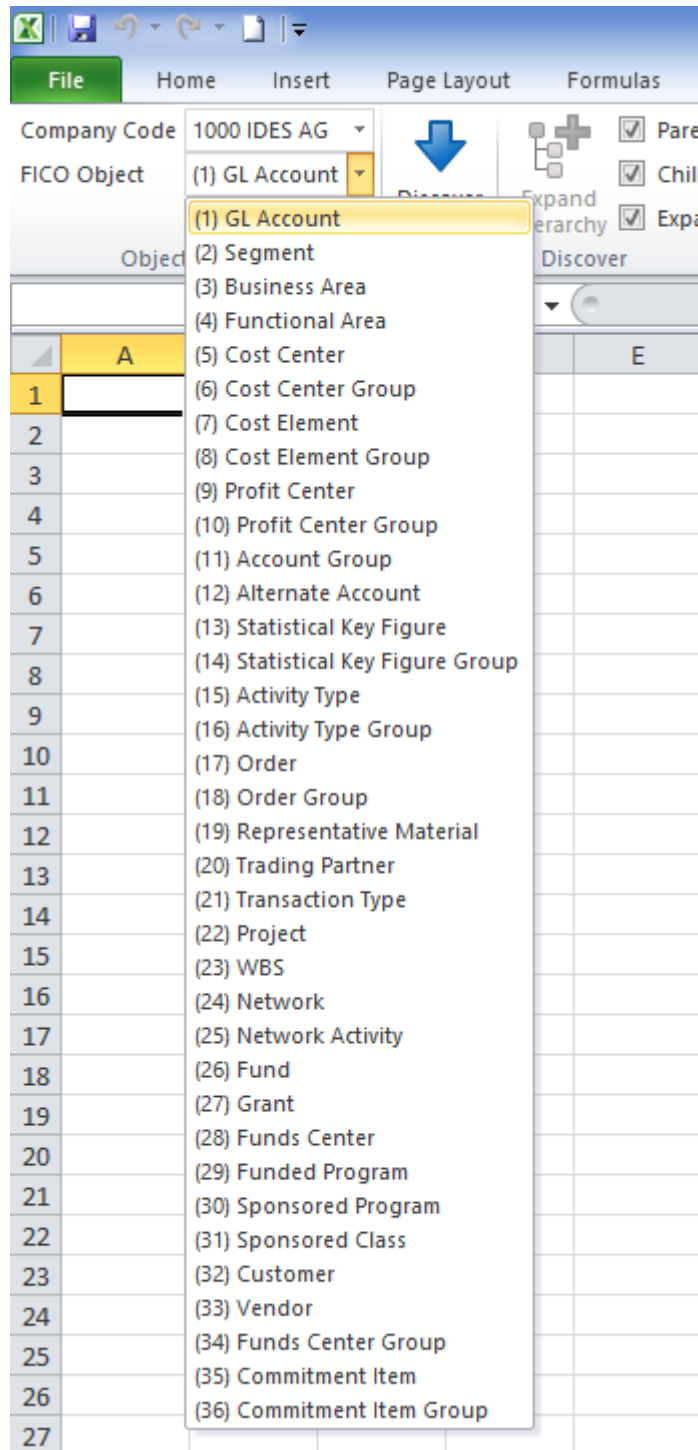 File Home Insert Page Layout Formulas
Company Code 1000 IDES AG Pare
FICO Object (1) GL Account Chil
Expand
erarchy Expa
Object Discover
(1) GL Account
(2) Segment
(3) Business Area
(4) Functional Area
(5) Cost Center
(6) Cost Center Group
(7) Cost Element
(8) Cost Element Group
(9) Profit Center
(10) Profit Center Group
(11) Account Group
(12) Alternate Account
(13) Statistical Key Figure
(14) Statistical Key Figure Group
(15) Activity Type
(16) Activity Type Group
(17) Order
(18) Order Group
(19) Representative Material
(20) Trading Partner
(21) Transaction Type
(22) Project
(23) WBS
(24) Network
(25) Network Activity
(26) Fund
(27) Grant
(28) Funds Center
(29) Funded Program
(30) Sponsored Program
(31) Sponsored Class
(32) Customer
(33) Vendor
(34) Funds Center Group
(35) Commitment Item
(36) Commitment Item Group
A E
1
2
3
4
5
6
7
8
9
10
11
12
13
14
15
16
17
18
19
20
21
22
23
24
25
26
27